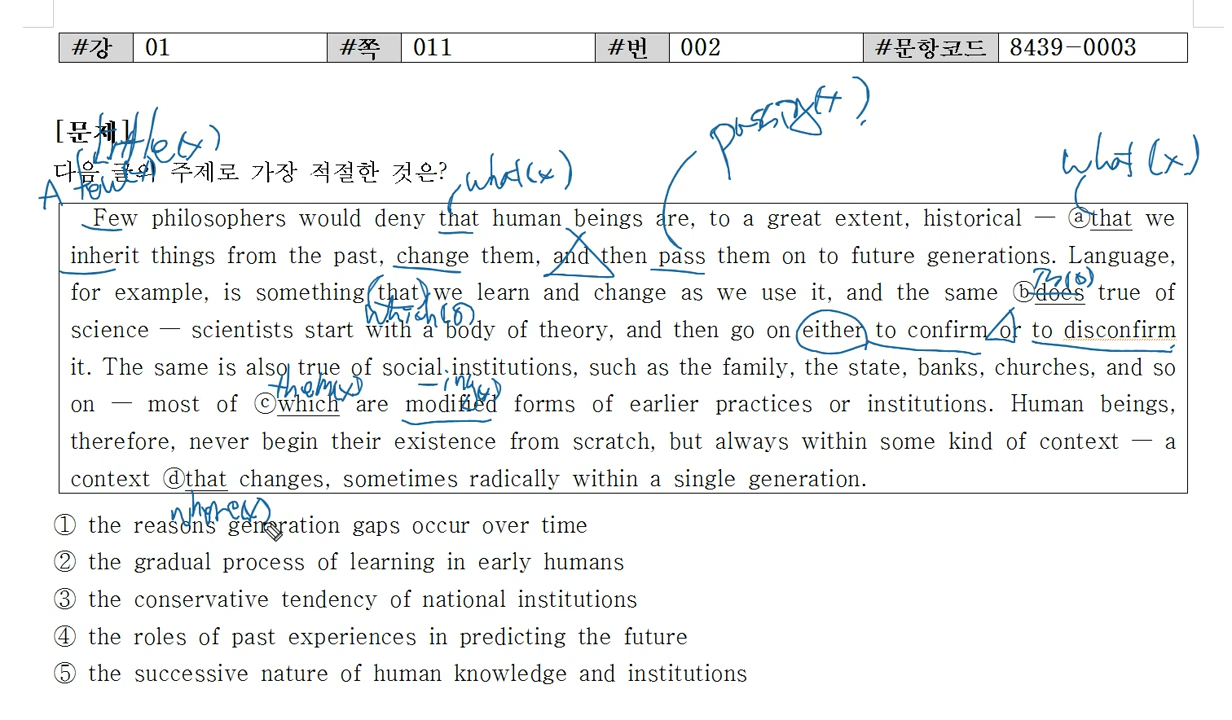 #강 01 #쪽 011 #번 002 #문항코드 8439-0003
passing(+ ?
[문제]
Little(x)
what (x)
다음 글의 주제로 가장 적절한 것은?
what(x)
A few(x)
Few philosophers would deny that human beings are, to a great extent, historical — ⓐthat we
inherit things from the past, change them, and then pass them on to future generations. Language,
is(o)
for example, is something (that) we learn and change as we use it, and the same ⓑdoes true of
which(o)
science — scientists start with a body of theory, and then go on either to confirm or to disconfirm
it. The same is also true of social institutions, such as the family, the state, banks, churches, and so
them(x) -ing(x)
on — most of ⓒwhich are modified forms of earlier practices or institutions. Human beings,
therefore, never begin their existence from scratch, but always within some kind of context — a
context ⓓthat changes, sometimes radically within a single generation.
where(x)
① the reasons generation gaps occur over time
② the gradual process of learning in early humans
③ the conservative tendency of national institutions
④ the roles of past experiences in predicting the future
⑤ the successive nature of human knowledge and institutions